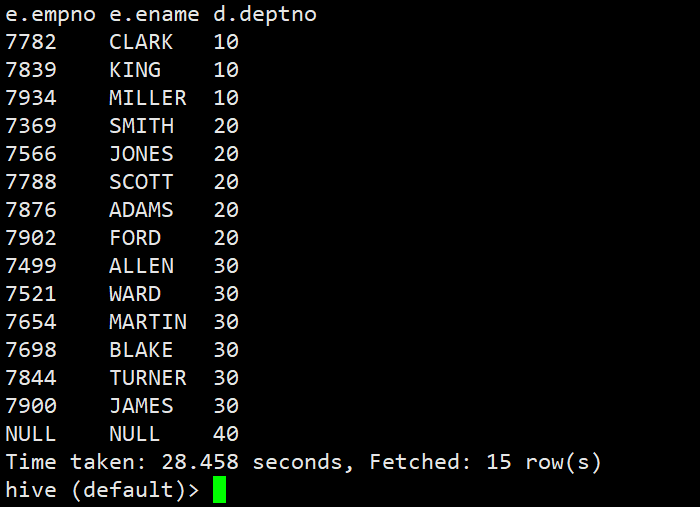 e.empno e.ename d.deptno
7782 CLARK 10
7839 KING 10
7934 MILLER 10
7369 SMITH 20
7566 JONES 20
7788 SCOTT 20
7876 ADAMS 20
7902 FORD 20
7499 ALLEN 30
7521 WARD 30
7654 MARTIN 30
7698 BLAKE 30
7844 TURNER 30
7900 JAMES 30
NULL NULL 40
Time taken: 28.458 seconds, Fetched: 15 row(s)
hive (default)>